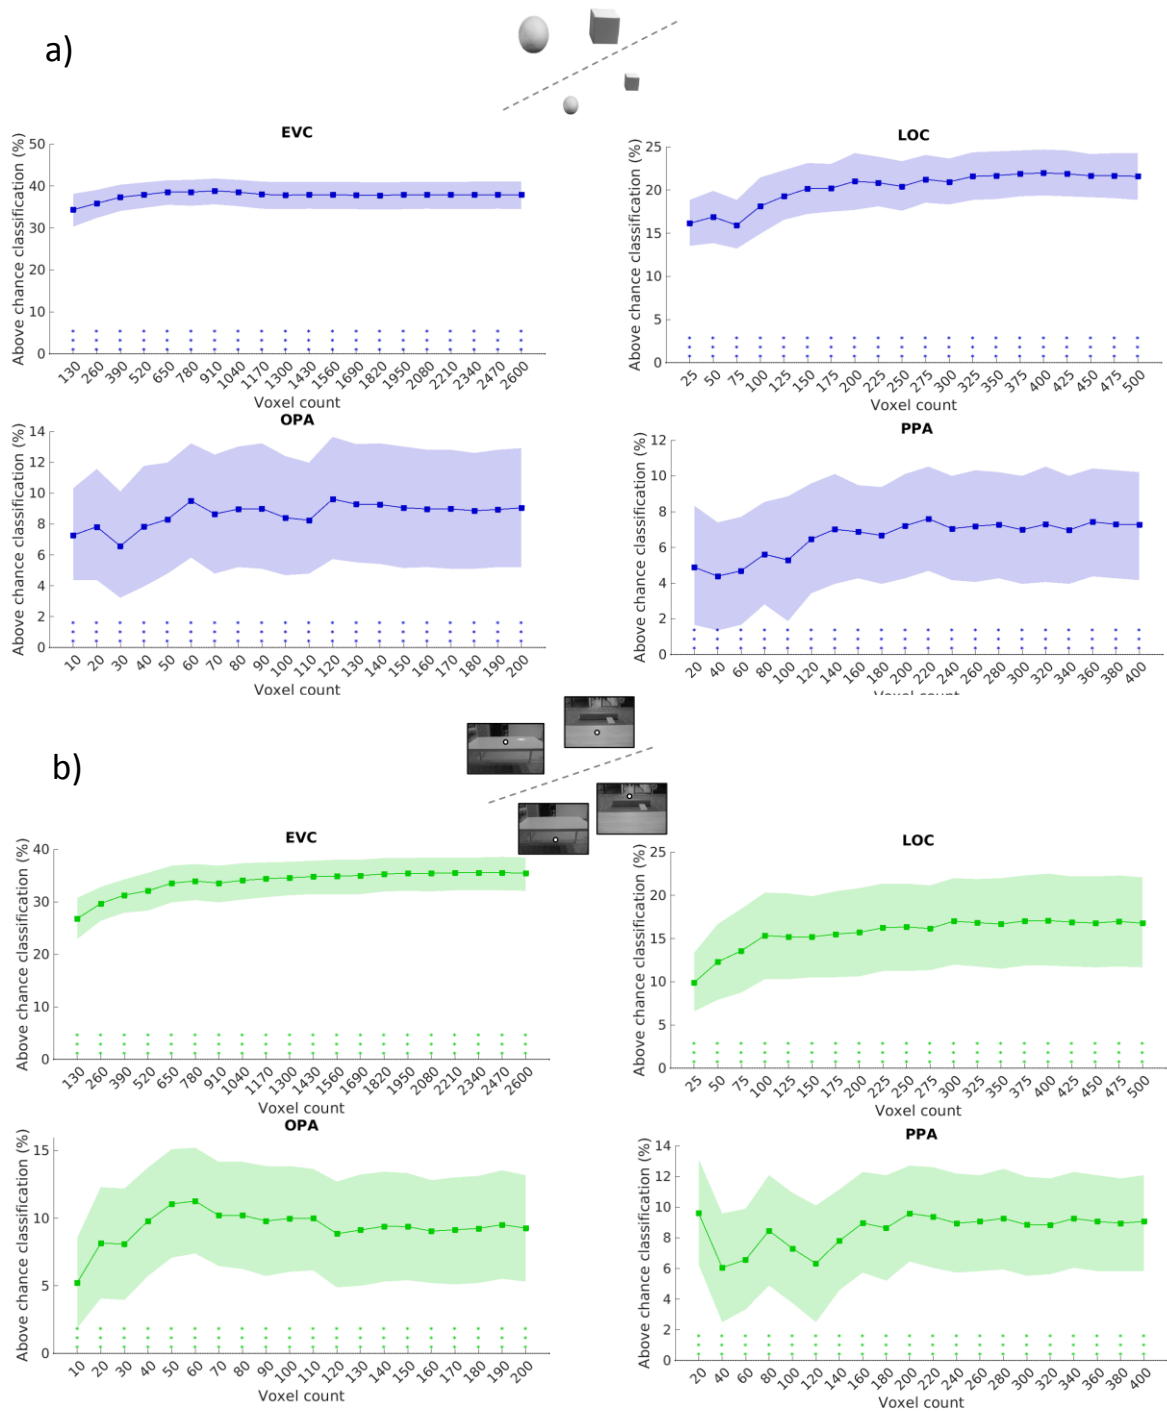 a)
EVC
Above chance classification (%)
50
40
30
20
10
0
130 260 390 520 650 780 910 1040 1170 1300 1430 1560 1690 1820 1950 2080 2210 2340 2470 2600
Voxel count
LOC
Above chance classification (%)
25
20
15
10
5
0
25 50 75 100 125 150 175 200 225 250 275 300 325 350 375 400 425 450 475 500
Voxel count
OPA
Above chance classification (%)
14
12
10
8
6
4
2
0
10 20 30 40 50 60 70 80 90 100 110 120 130 140 150 160 170 180 190 200
Voxel count
PPA
Above chance classification (%)
12
10
8
6
4
2
0
20 40 60 80 100 120 140 160 180 200 220 240 260 280 300 320 340 360 380 400
Voxel count
b)
EVC
Above chance classification (%)
40
30
20
10
0
130 260 390 520 650 780 910 1040 1170 1300 1430 1560 1690 1820 1950 2080 2210 2340 2470 2600
Voxel count
LOC
Above chance classification (%)
25
20
15
10
5
0
25 50 75 100 125 150 175 200 225 250 275 300 325 350 375 400 425 450 475 500
Voxel count
OPA
Above chance classification (%)
15
10
5
0
10 20 30 40 50 60 70 80 90 100 110 120 130 140 150 160 170 180 190 200
Voxel count
PPA
Above chance classification (%)
14
12
10
8
6
4
2
0
20 40 60 80 100 120 140 160 180 200 220 240 260 280 300 320 340 360 380 400
Voxel count